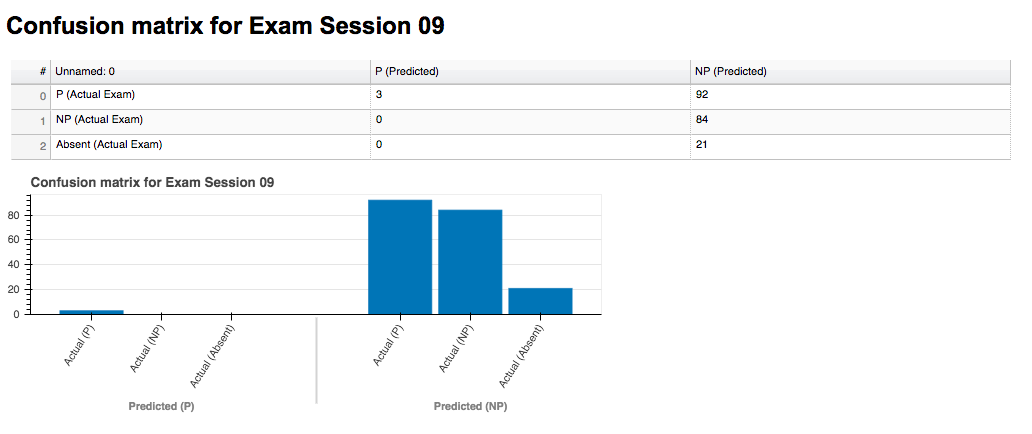 Confusion matrix for Exam Session 09
# Unnamed: 0 P (Predicted) NP (Predicted)
0 P (Actual Exam) 3 92
1 NP (Actual Exam) 0 84
2 Absent (Actual Exam) 0 21
Confusion matrix for Exam Session 09
80
60
40
20
0
Actual (P)
Actual (NP)
Actual (Absent)
Actual (P)
Actual (NP)
Actual (Absent)
Predicted (P)
Predicted (NP)